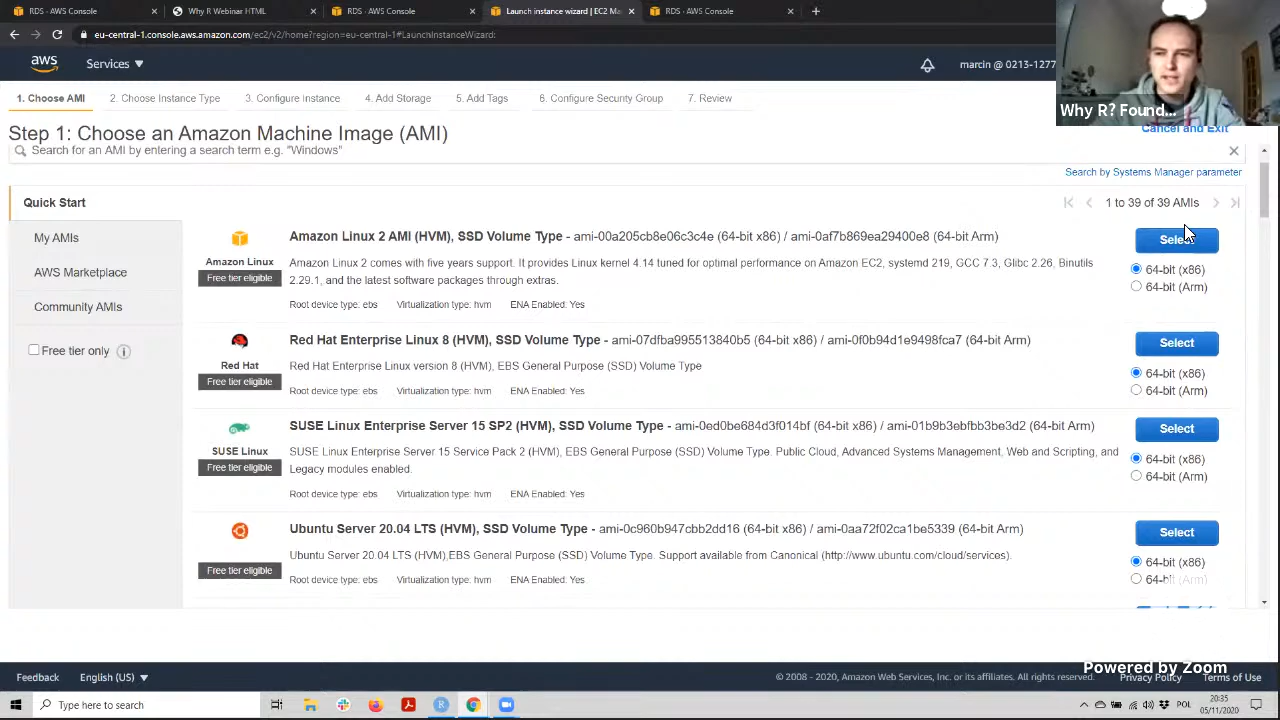 RDS - AWS Console
Why R Webinar HTML
RDS - AWS Console
Launch instance wizard | EC2 Ma
RDS - AWS Console
eu-central-1.console.aws.amazon.com/ec2/v2/home?region=eu-central-1#LaunchInstanceWizard:
aws
Services
marcin @ 0213-1277
Why R? Found...
1. Choose AMI
2. Choose Instance Type
3. Configure Instance
4. Add Storage
5. Add Tags
6. Configure Security Group
7. Review
Step 1: Choose an Amazon Machine Image (AMI)
Cancel and Exit
Search for an AMI by entering a search term e.g. "Windows"
Search by Systems Manager parameter
Quick Start
1 to 39 of 39 AMIs
My AMIs
AWS Marketplace
Community AMIs
Free tier only
Amazon Linux
Free tier eligible
Amazon Linux 2 AMI (HVM), SSD Volume Type - ami-00a205cb8e06c3c4e (64-bit x86) / ami-0af7b869ea29400e8 (64-bit Arm)
Amazon Linux 2 comes with five years support. It provides Linux kernel 4.14 tuned for optimal performance on Amazon EC2, systemd 219, GCC 7.3, Glibc 2.26, Binutils
2.29.1, and the latest software packages through extras.
Root device type: ebs Virtualization type: hvm ENA Enabled: Yes
Select
64-bit (x86)
64-bit (Arm)
Red Hat
Free tier eligible
Red Hat Enterprise Linux 8 (HVM), SSD Volume Type - ami-07dfba995513840b5 (64-bit x86) / ami-0f0b94d1e9498fca7 (64-bit Arm)
Red Hat Enterprise Linux version 8 (HVM), EBS General Purpose (SSD) Volume Type
Root device type: ebs Virtualization type: hvm ENA Enabled: Yes
Select
64-bit (x86)
64-bit (Arm)
SUSE Linux
Free tier eligible
SUSE Linux Enterprise Server 15 SP2 (HVM), SSD Volume Type - ami-0ed0be684d3f014bf (64-bit x86) / ami-01b9b3ebfbb3be3d2 (64-bit Arm)
SUSE Linux Enterprise Server 15 Service Pack 2 (HVM), EBS General Purpose (SSD) Volume Type. Public Cloud, Advanced Systems Management, Web and Scripting, and
Legacy modules enabled.
Root device type: ebs Virtualization type: hvm ENA Enabled: Yes
Select
64-bit (x86)
64-bit (Arm)
Free tier eligible
Ubuntu Server 20.04 LTS (HVM), SSD Volume Type - ami-0c960b947cbb2dd16 (64-bit x86) / ami-0aa72f02ca1be5339 (64-bit Arm)
Ubuntu Server 20.04 LTS (HVM),EBS General Purpose (SSD) Volume Type. Support available from Canonical (http://www.ubuntu.com/cloud/services).
Root device type: ebs Virtualization type: hvm ENA Enabled: Yes
Select
64-bit (x86)
64-bit (Arm)
Powered by Zoom
Feedback
English (US)
© 2008 - 2020, Amazon Web Services, Inc. or its affiliates. All rights reserved.
Privacy Policy
Terms of Use
Type here to search
POL
20:35
05/11/2020